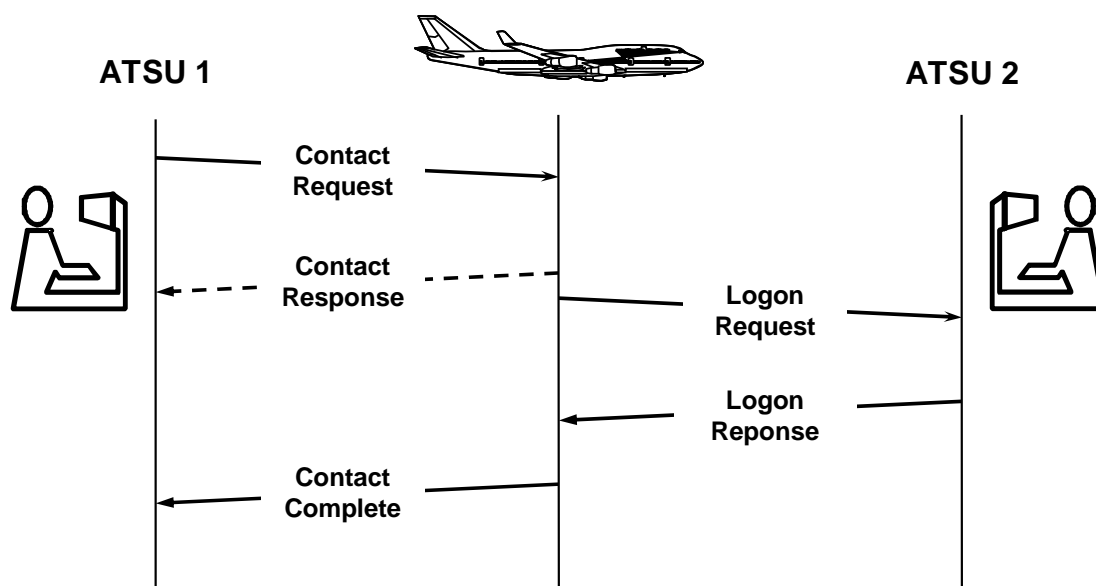 ATSU 1
ATSU 2
Contact
Request
Contact
Response
Logon
Request
Logon
Reponse
Contact
Complete